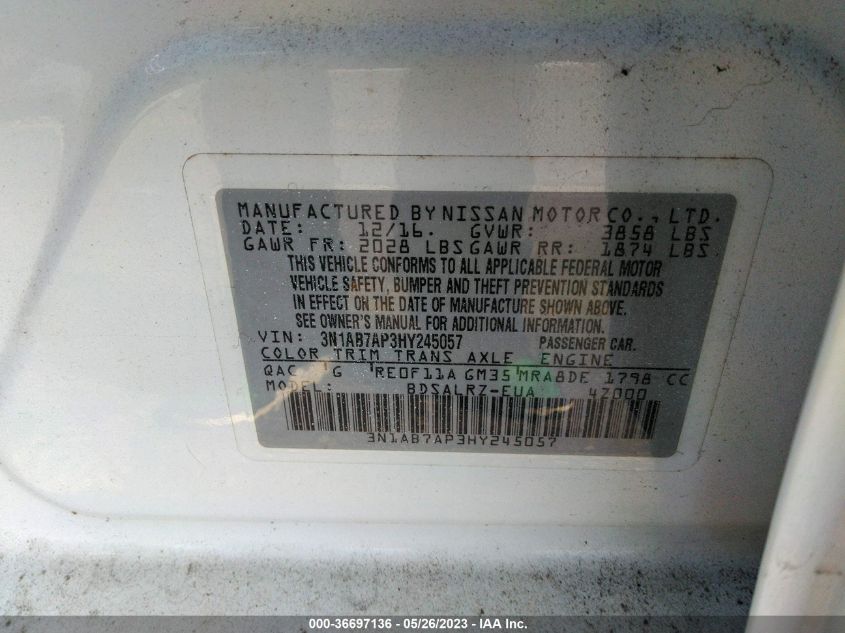 MANUFACTURED BY NISSAN MOTOR CO., LTD.
DATE: 12/16. GVWR: 3858 LBS
GAWR FR: 2028 LBS GAWR RR: 1874 LBS
THIS VEHICLE CONFORMS TO ALL APPLICABLE FEDERAL MOTOR
VEHICLE SAFETY, BUMPER AND THEFT PREVENTION STANDARDS
IN EFFECT ON THE DATE OF MANUFACTURE SHOWN ABOVE.
SEE OWNER'S MANUAL FOR ADDITIONAL INFORMATION.
VIN: 3N1AB7AP3HY245057 PASSENGER CAR.
COLOR TRIM TRANS AXLE ENGINE
QAC G RE0F11A GM35 MRA8DE 1798 CC
MODEL: BDSALRZ-EUA 42000
3N1AB7AP3HY245057
000-36697136 - 05/26/2023 - IAA Inc.